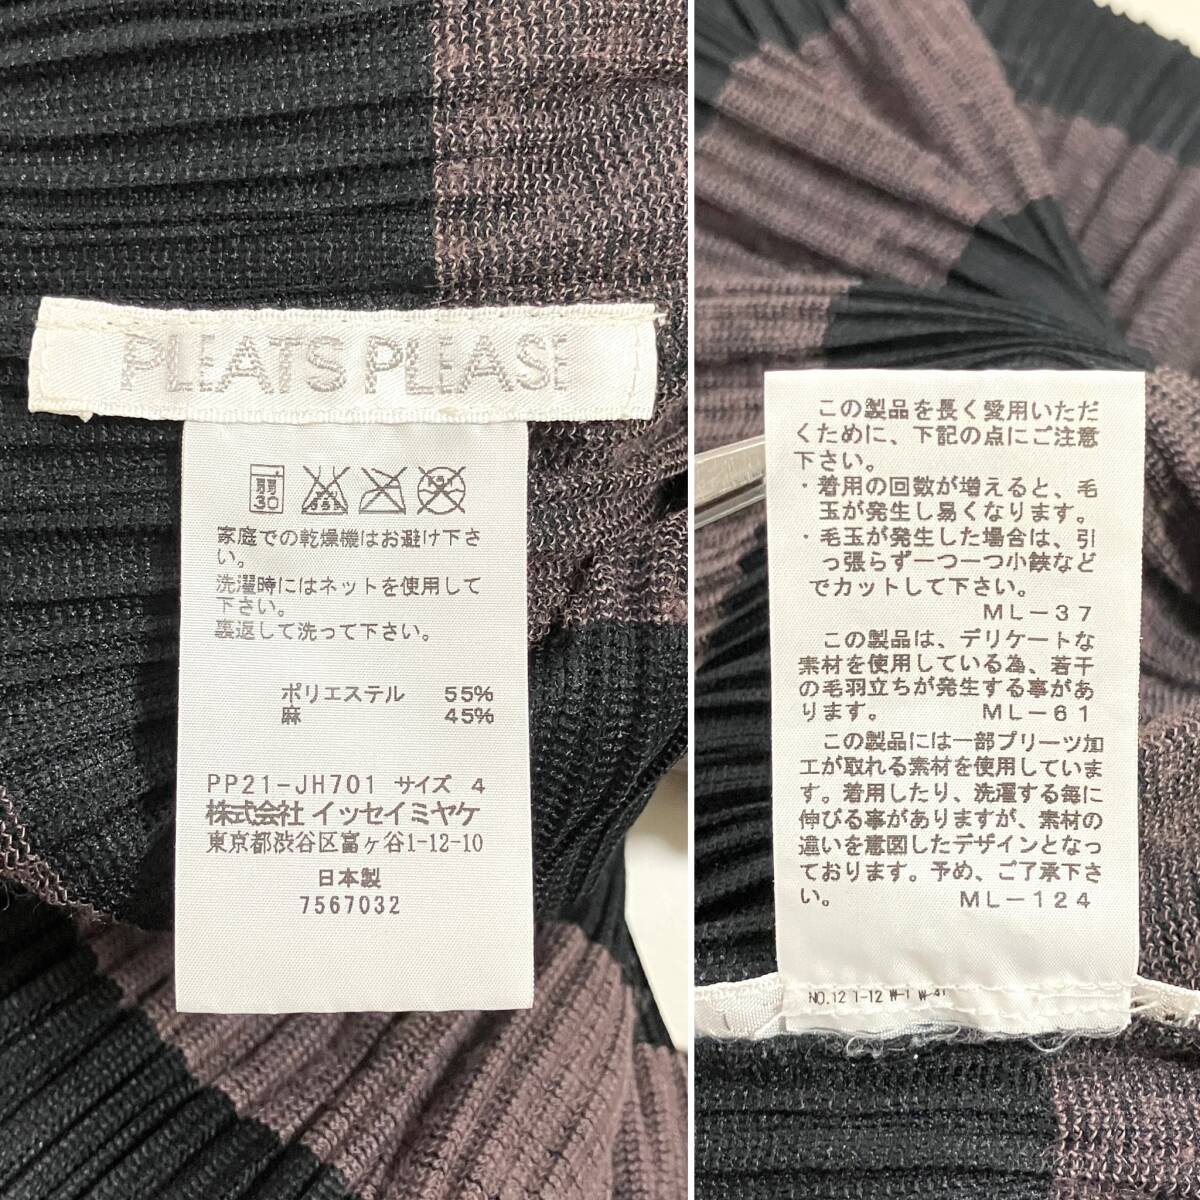 PLEATS PLEASE
弱
30
家庭での乾燥機はお避け下さ
い。
洗濯時にはネットを使用して
下さい。
裏返して洗って下さい。
ポリエステル 55%
麻 45%
PP21-JH701 サイズ 4
株式会社 イッセイミヤケ
東京都渋谷区富ヶ谷1-12-10
日本製
7567032
この製品を長く愛用いただ
くために、下記の点にご注意
下さい。
・着用の回数が増えると、毛
玉が発生し易くなります。
・毛玉が発生した場合は、引
っ張らず一つ一つ小鋏など
でカットして下さい。
ML-37
この製品は、デリケートな
素材を使用している為、若干
の毛羽立ちが発生する事があ
ります。 ML-61
この製品には一部プリーツ加
工が取れる素材を使用していま
す。着用したり、洗濯する毎に
伸びる事がありますが、素材の
違いを意図したデザインとなっ
ております。予め、ご了承下さ
い。 ML-124
NO.12 1-12 W-1 W-41